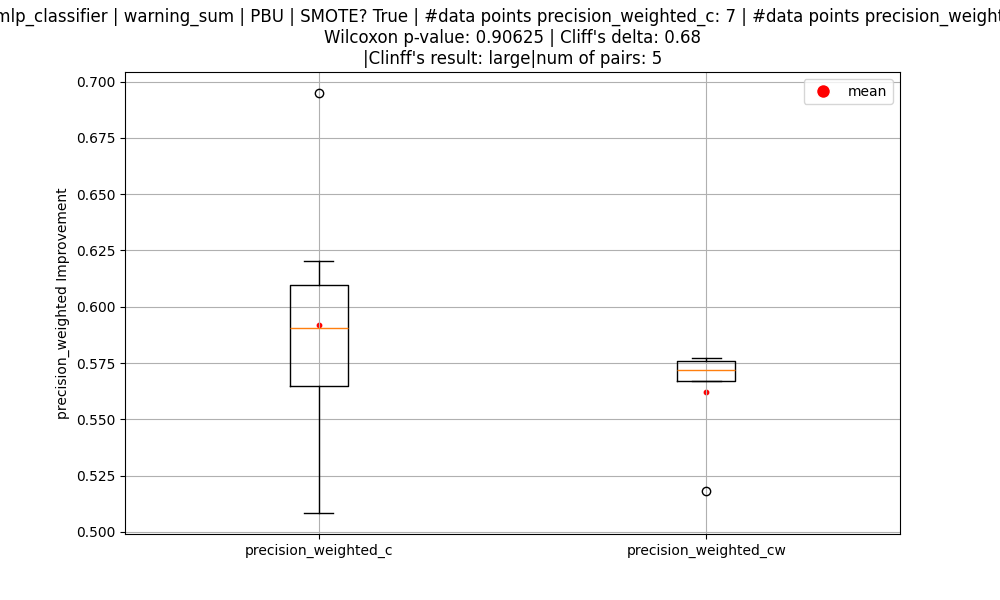 mlp_classifier | warning_sum | PBU | SMOTE? True | #data points precision_weighted_c: 7 | #data points
Wilcoxon p-value: 0.90625 | Cliff's delta: 0.68
|Clinff's result: large|num of pairs: 5
0.700
mean
0.675
0.650
0.625
0.600
0.575
0.550
0.525
0.500
precision_weighted Improvement
precision_weighted_c
precision_weighted_cw